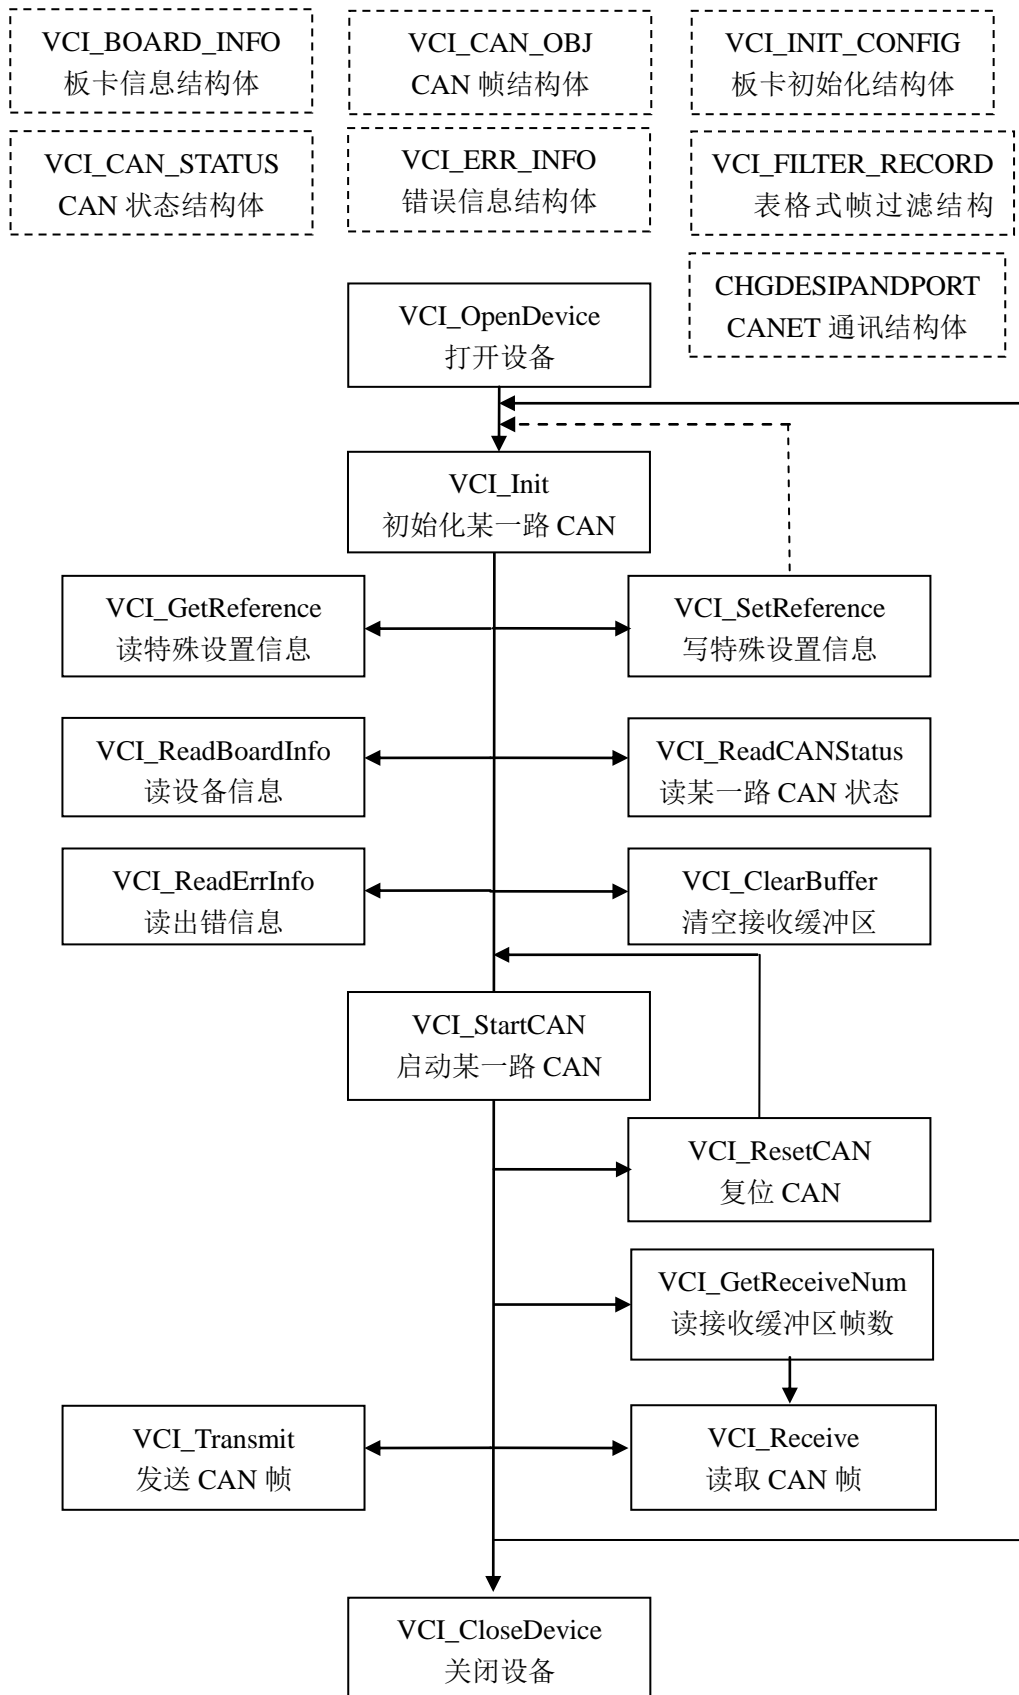 VCI_BOARD_INFO
板卡信息结构体
VCI_CAN_OBJ
CAN 帧结构体
VCI_INIT_CONFIG
板卡初始化结构体
VCI_CAN_STATUS
CAN 状态结构体
VCI_ERR_INFO
错误信息结构体
VCI_FILTER_RECORD
表格式帧过滤结构
CHGDESIPANDPORT
CANET 通讯结构体
VCI_OpenDevice
打开设备
VCI_Init
初始化某一路 CAN
VCI_GetReference
读特殊设置信息
VCI_SetReference
写特殊设置信息
VCI_ReadBoardInfo
读设备信息
VCI_ReadCANStatus
读某一路 CAN 状态
VCI_ReadErrInfo
读出错信息
VCI_ClearBuffer
清空接收缓冲区
VCI_StartCAN
启动某一路 CAN
VCI_ResetCAN
复位 CAN
VCI_GetReceiveNum
读接收缓冲区帧数
VCI_Transmit
发送 CAN 帧
VCI_Receive
读取 CAN 帧
VCI_CloseDevice
关闭设备